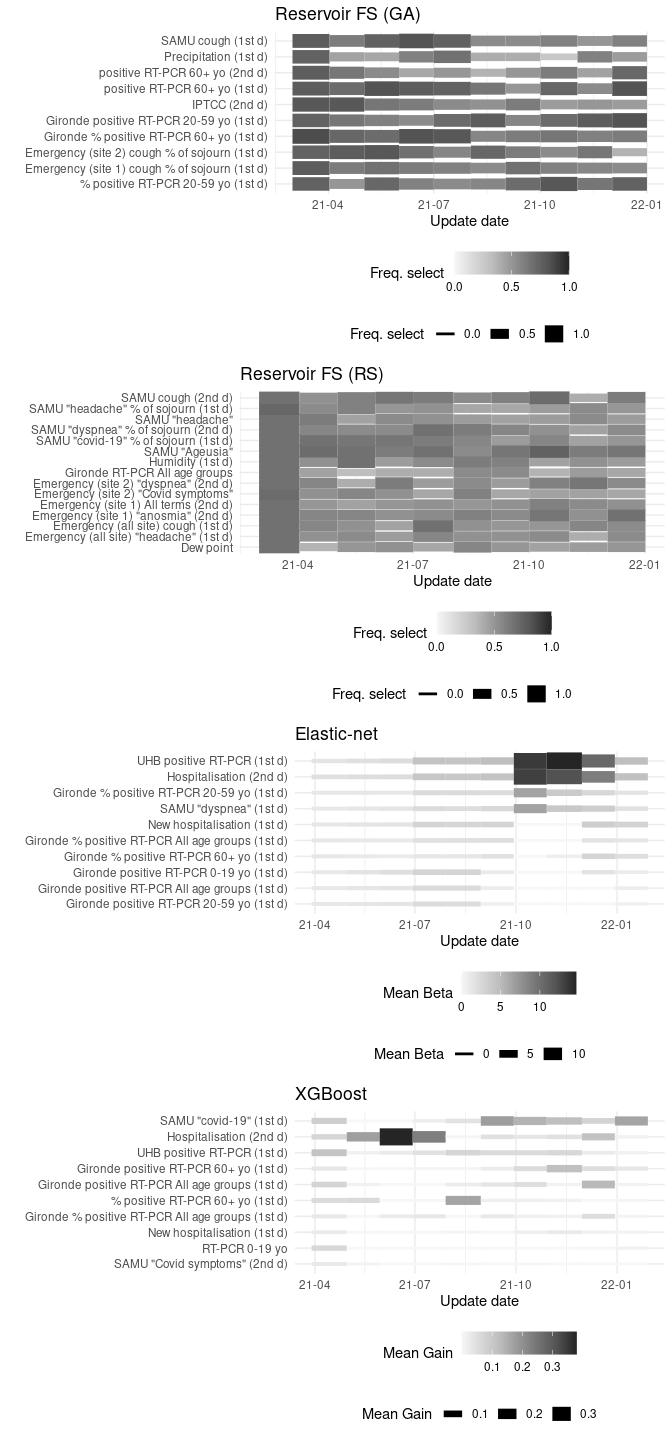 Reservoir FS (GA)
SAMU cough (1st d)
Precipitation (1st d)
positive RT-PCR 60+ yo (2nd d)
positive RT-PCR 60+ yo (1st d)
IPTCC (2nd d)
Gironde positive RT-PCR 20-59 yo (1st d)
Gironde % positive RT-PCR 60+ yo (1st d)
Emergency (site 2) cough % of sojourn (1st d)
Emergency (site 1) cough % of sojourn (1st d)
% positive RT-PCR 20-59 yo (1st d)
21-04 21-07 21-10 22-01
Update date
Freq. select
0.0 0.5 1.0
Freq. select 0.0 0.5 1.0
Reservoir FS (RS)
SAMU cough (2nd d)
SAMU "headache" % of sojourn (1st d)
SAMU "headache"
SAMU "dyspnea" % of sojourn (2nd d)
SAMU "covid-19" % of sojourn (1st d)
SAMU "Ageusia"
Humidity (1st d)
Gironde RT-PCR All age groups
Emergency (site 2) "dyspnea" (2nd d)
Emergency (site 2) "Covid symptoms"
Emergency (site 1) All terms (2nd d)
Emergency (site 1) "anosmia" (2nd d)
Emergency (all site) cough (1st d)
Emergency (all site) "headache" (1st d)
Dew point
21-04 21-07 21-10 22-01
Update date
Freq. select
0.0 0.5 1.0
Freq. select 0.0 0.5 1.0
Elastic-net
UHB positive RT-PCR (1st d)
Hospitalisation (2nd d)
Gironde % positive RT-PCR 20-59 yo (1st d)
SAMU "dyspnea" (1st d)
New hospitalisation (1st d)
Gironde % positive RT-PCR All age groups (1st d)
Gironde % positive RT-PCR 60+ yo (1st d)
Gironde positive RT-PCR 0-19 yo (1st d)
Gironde positive RT-PCR All age groups (1st d)
Gironde positive RT-PCR 20-59 yo (1st d)
21-04 21-07 21-10 22-01
Update date
Mean Beta
0 5 10
Mean Beta 0 5 10
XGBoost
SAMU "covid-19" (1st d)
Hospitalisation (2nd d)
UHB positive RT-PCR (1st d)
Gironde positive RT-PCR 60+ yo (1st d)
Gironde positive RT-PCR All age groups (1st d)
% positive RT-PCR 60+ yo (1st d)
Gironde % positive RT-PCR All age groups (1st d)
New hospitalisation (1st d)
RT-PCR 0-19 yo
SAMU "Covid symptoms" (2nd d)
21-04 21-07 21-10 22-01
Update date
Mean Gain
0.1 0.2 0.3
Mean Gain 0.1 0.2 0.3